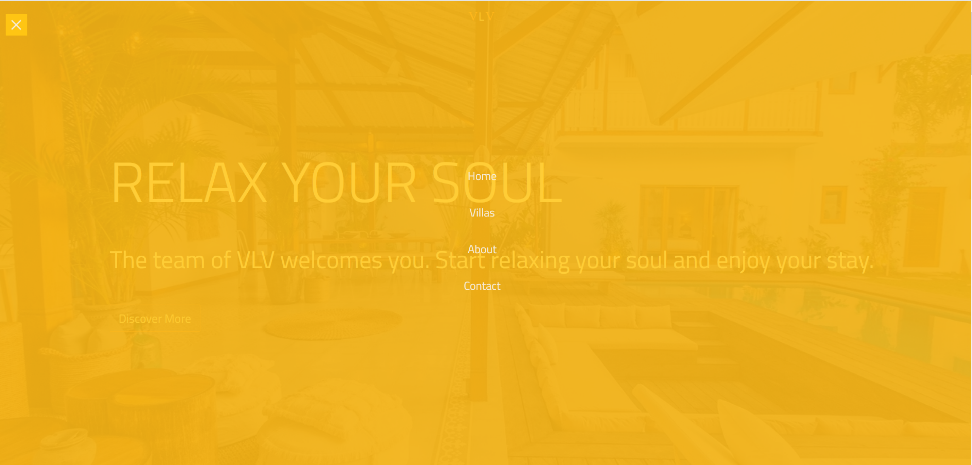 VLV
RELAX YOUR SOUL
Home
Villas
About
The team of VLV welcomes you. Start relaxing your soul and enjoy your stay.
Contact
Discover More